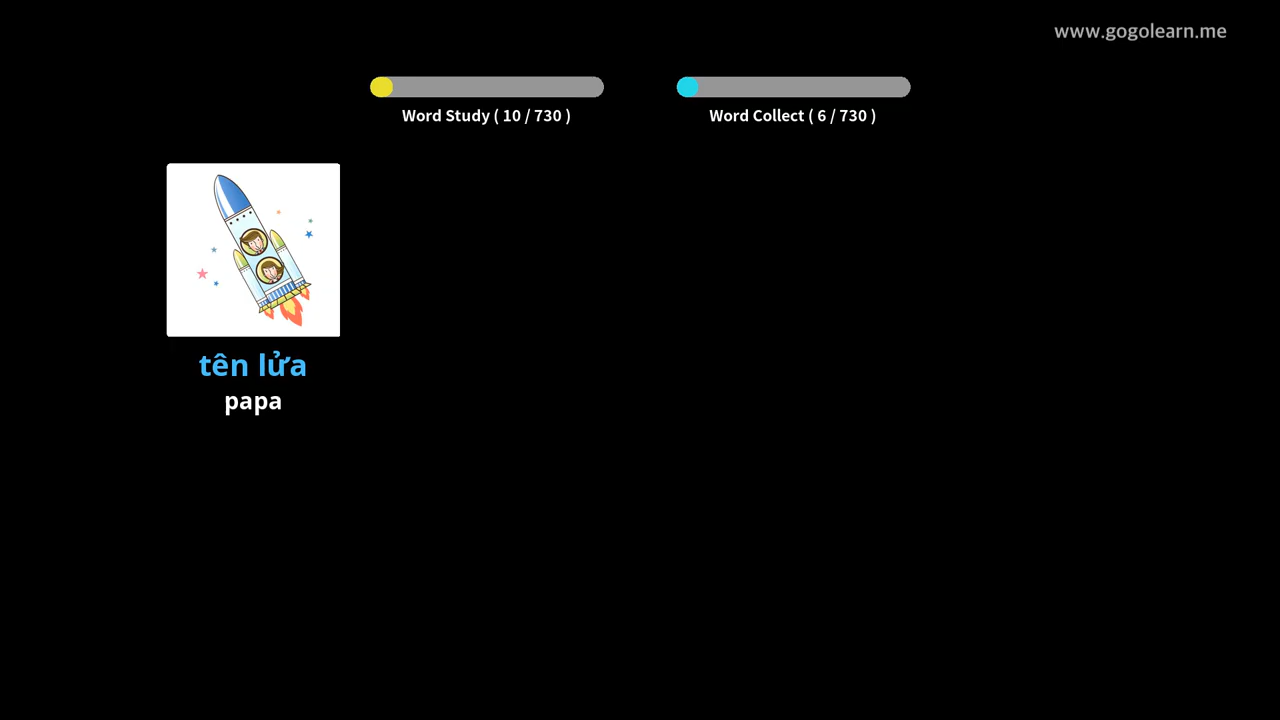 www.gogolearn.me
Word Study ( 10 / 730 )
Word Collect ( 6 / 730 )
tên lửa
papa